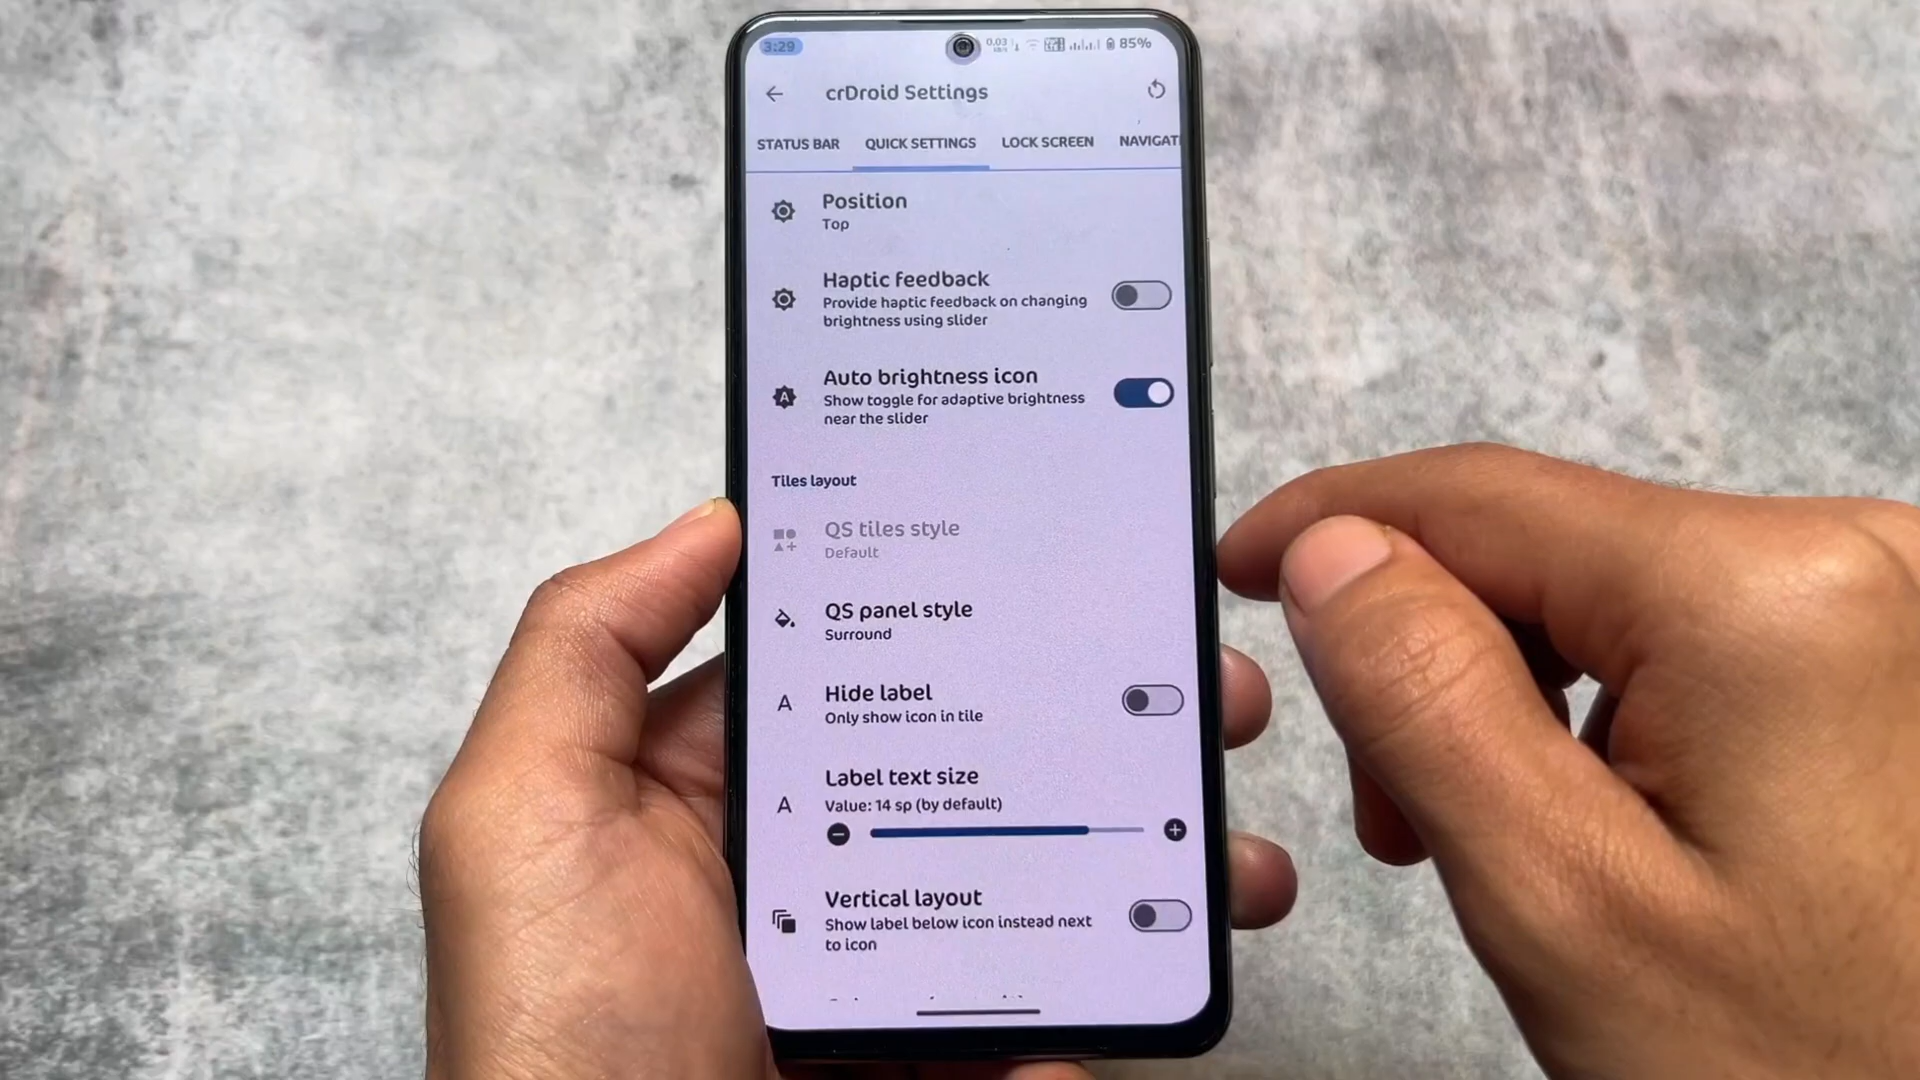 3:29
0.03
85%
crDroid Settings
STATUS BAR
QUICK SETTINGS
LOCK SCREEN
NAVIGATI
Position
Top
Haptic feedback
Provide haptic feedback on changing
brightness using slider
A
Auto brightness icon
Show toggle for adaptive brightness
near the slider
Tiles layout
QS tiles style
Default
QS panel style
Surround
A
Hide label
Only show icon in tile
A
Label text size
Value: 14 sp (by default)
Vertical layout
Show label below icon instead next
to icon